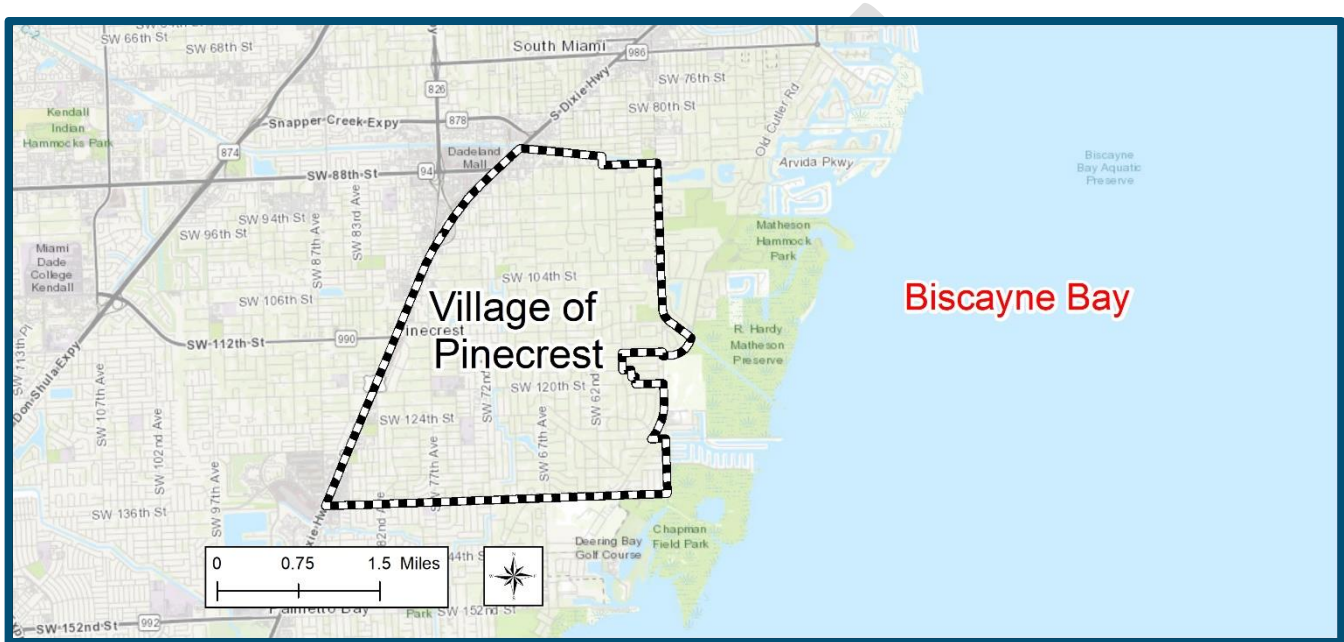 C-2
SW 66th St
SW 68th St
South Miami
986
SW 76th St
826
S-Dixie-Hwy
SW 80th St
Kendall
Indian
Hammocks Park
Snapper-Creek-Expy
878
Old Cutler Rd
874
Dadeland
Mall
94
Arvida Pkwy
Biscayne
Bay Aquatic
Preserve
SW-88th-St
SW 94th St
SW 96th St
SW 87th Ave
SW 83rd Ave
Matheson
Hammock
Park
Miami
Dade
College
Kendall
SW 104th St
SW 106th St
Village of
Pinecrest
Biscayne Bay
inecrest
990
SW-112th-St
SW 113th Pl
R. Hardy
Matheson
Preserve
Don-Shula-Expy
SW 107th Ave
SW 102nd Ave
SW 97th Ave
SW 72nd
SW 120th St
SW 62nd
SW 124th St
SW 77th Ave
SW 67th Ave
SW 136th St
82nd
Chapman
Field Park
Deering Bay
Golf Course
0 0.75 1.5 Miles
44th S
Park
SW 152nd St
SW-152nd-St
992